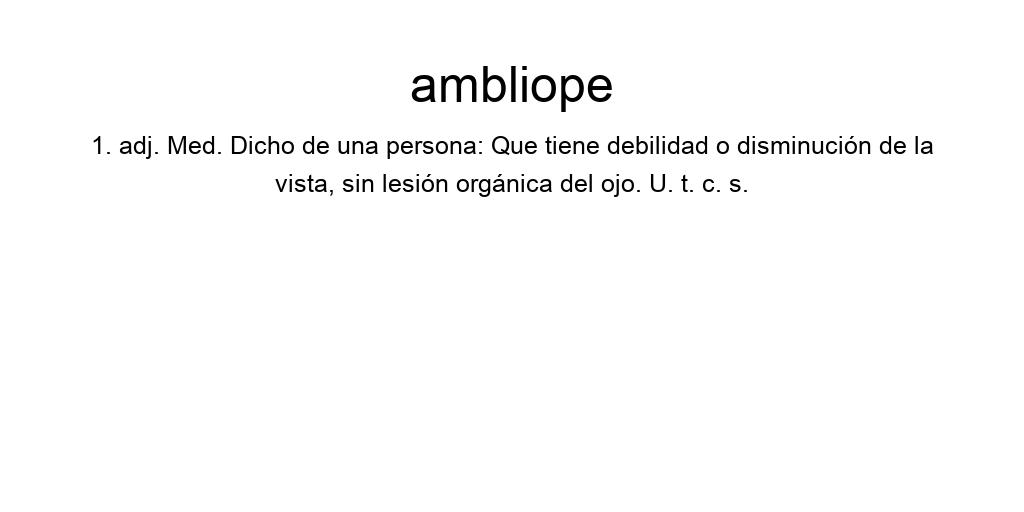 ambliope
1. adj. Med. Dicho de una persona: Que tiene debilidad o disminución de la
vista, sin lesión orgánica del ojo. U. t. c. s.